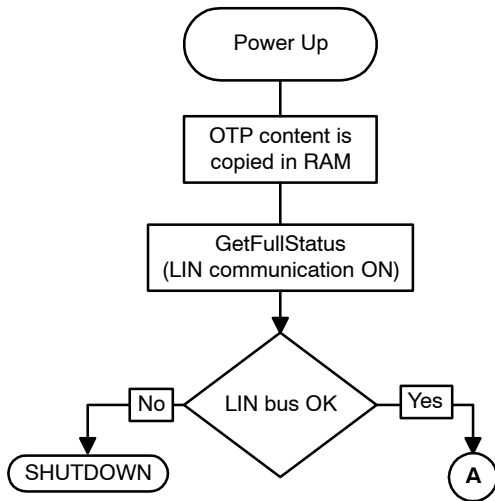 Power Up
OTP content is
copied in RAM
GetFullStatus
(LIN communication ON)
No
LIN bus OK
Yes
SHUTDOWN
A